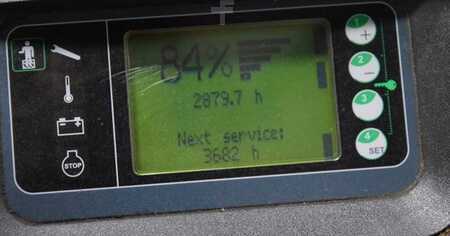 84%
2879.7 h
Next service:
3682 h
1
+
2
−
3
4
SET
STOP